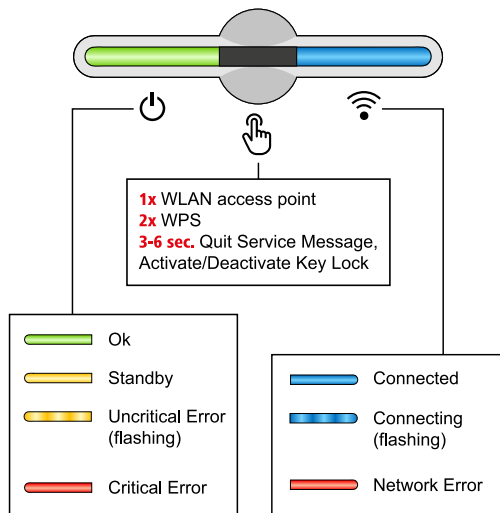 1x WLAN access point
2x WPS
3-6 sec. Quit Service Message,
Activate/Deactivate Key Lock
Ok
Standby
Uncritical Error
(flashing)
Critical Error
Connected
Connecting
(flashing)
Network Error